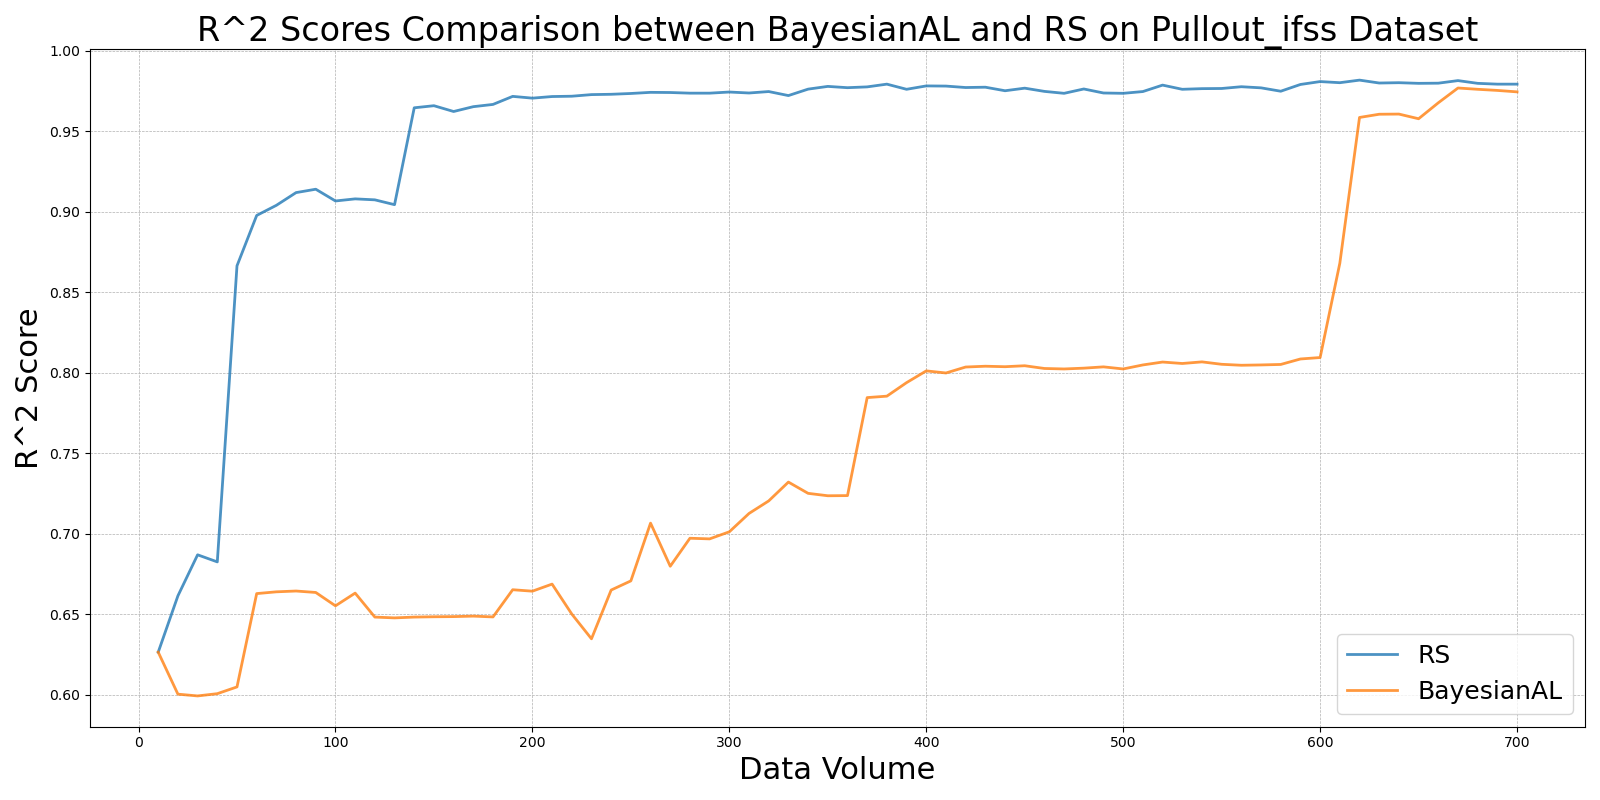 R^2 Scores Comparison between BayesianAL and RS on Pullout_ifss Dataset
1.00
0.95
0.90
0.85
0.80
0.75
0.70
0.65
0.60
R^2 Score
0 100 200 300 400 500 600 700
Data Volume
RS
BayesianAL